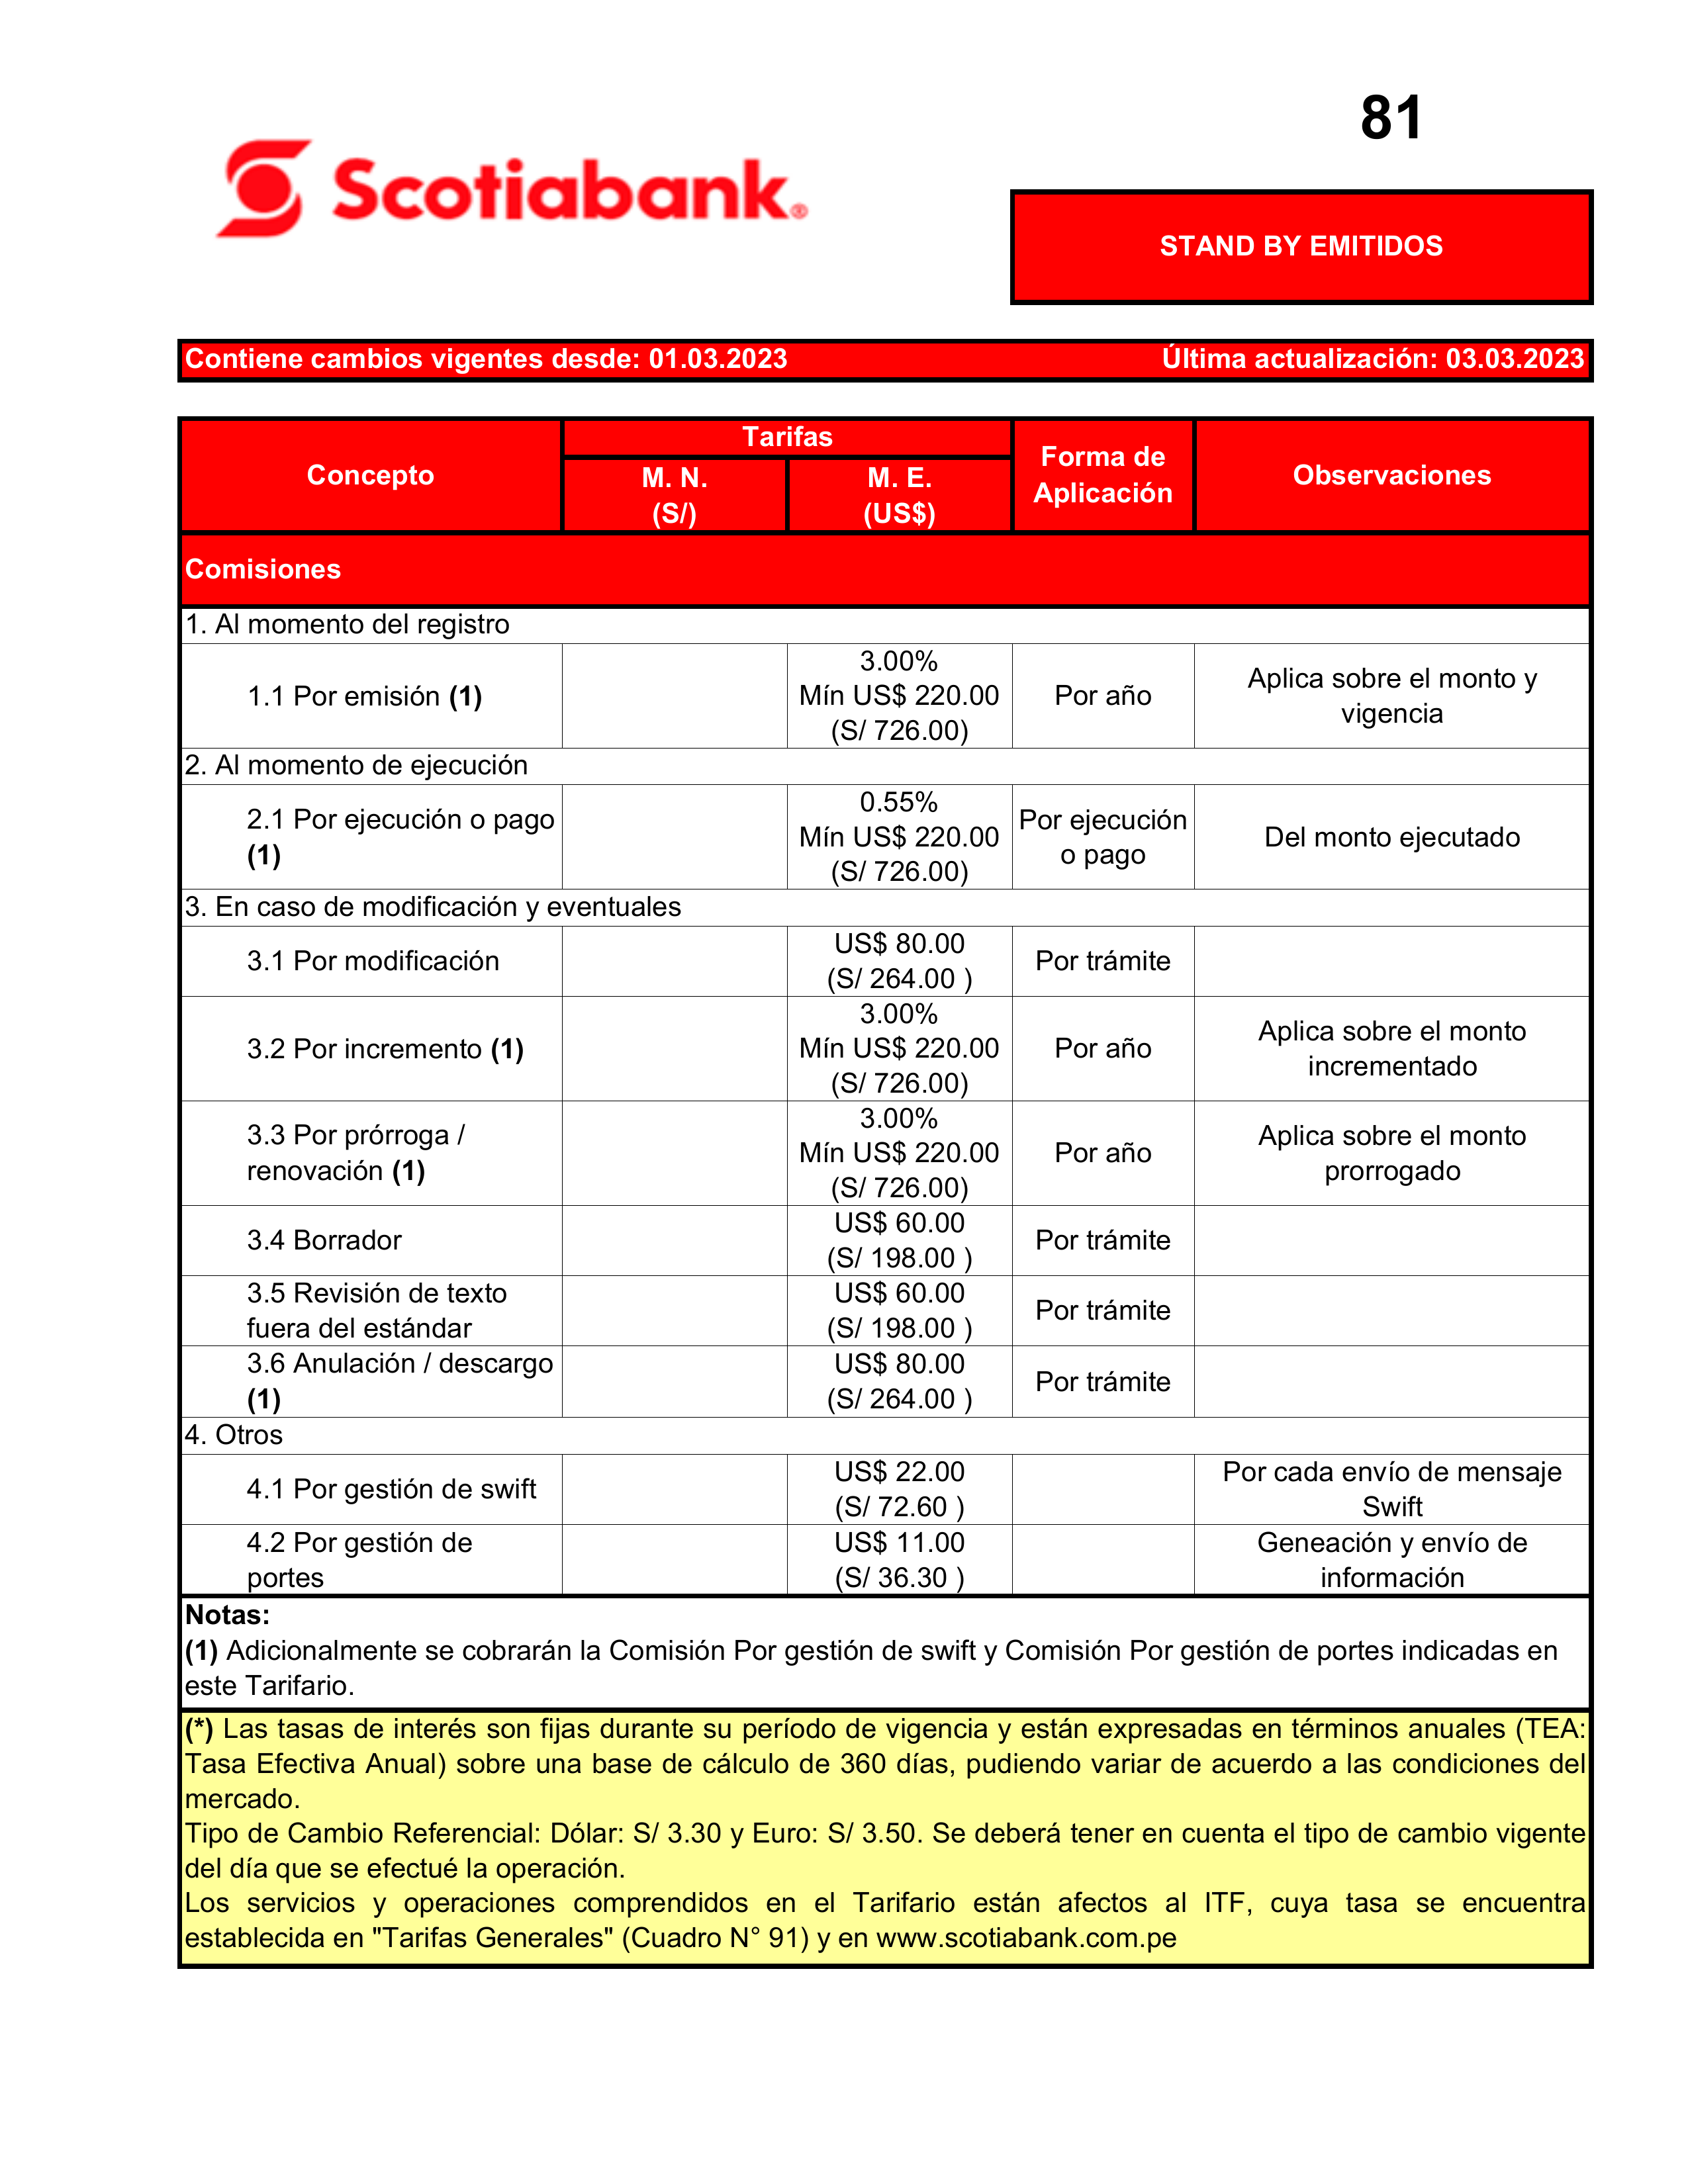 81
Scotiabank®
STAND BY EMITIDOS
Contiene cambios vigentes desde: 01.03.2023 Última actualización: 03.03.2023
Concepto
Tarifas
M. N.
(S/)
M. E.
(US$)
Forma de
Aplicación
Observaciones
Comisiones
1. Al momento del registro
1.1 Por emisión (1)
3.00%
Mín US$ 220.00
(S/ 726.00)
Por año
Aplica sobre el monto y
vigencia
2. Al momento de ejecución
2.1 Por ejecución o pago
(1)
0.55%
Mín US$ 220.00
(S/ 726.00)
Por ejecución
o pago
Del monto ejecutado
3. En caso de modificación y eventuales
3.1 Por modificación
US$ 80.00
(S/ 264.00 )
Por trámite
3.2 Por incremento (1)
3.00%
Mín US$ 220.00
(S/ 726.00)
Por año
Aplica sobre el monto
incrementado
3.3 Por prórroga /
renovación (1)
3.00%
Mín US$ 220.00
(S/ 726.00)
Por año
Aplica sobre el monto
prorrogado
3.4 Borrador
US$ 60.00
(S/ 198.00 )
Por trámite
3.5 Revisión de texto
fuera del estándar
US$ 60.00
(S/ 198.00 )
Por trámite
3.6 Anulación / descargo
(1)
US$ 80.00
(S/ 264.00 )
Por trámite
4. Otros
4.1 Por gestión de swift
US$ 22.00
(S/ 72.60 )
Por cada envío de mensaje
Swift
4.2 Por gestión de
portes
US$ 11.00
(S/ 36.30 )
Geneación y envío de
información
Notas:
(1) Adicionalmente se cobrarán la Comisión Por gestión de swift y Comisión Por gestión de portes indicadas en
este Tarifario.
(*) Las tasas de interés son fijas durante su período de vigencia y están expresadas en términos anuales (TEA:
Tasa Efectiva Anual) sobre una base de cálculo de 360 días, pudiendo variar de acuerdo a las condiciones del
mercado.
Tipo de Cambio Referencial: Dólar: S/ 3.30 y Euro: S/ 3.50. Se deberá tener en cuenta el tipo de cambio vigente
del día que se efectué la operación.
Los servicios y operaciones comprendidos en el Tarifario están afectos al ITF, cuya tasa se encuentra
establecida en "Tarifas Generales" (Cuadro N° 91) y en www.scotiabank.com.pe